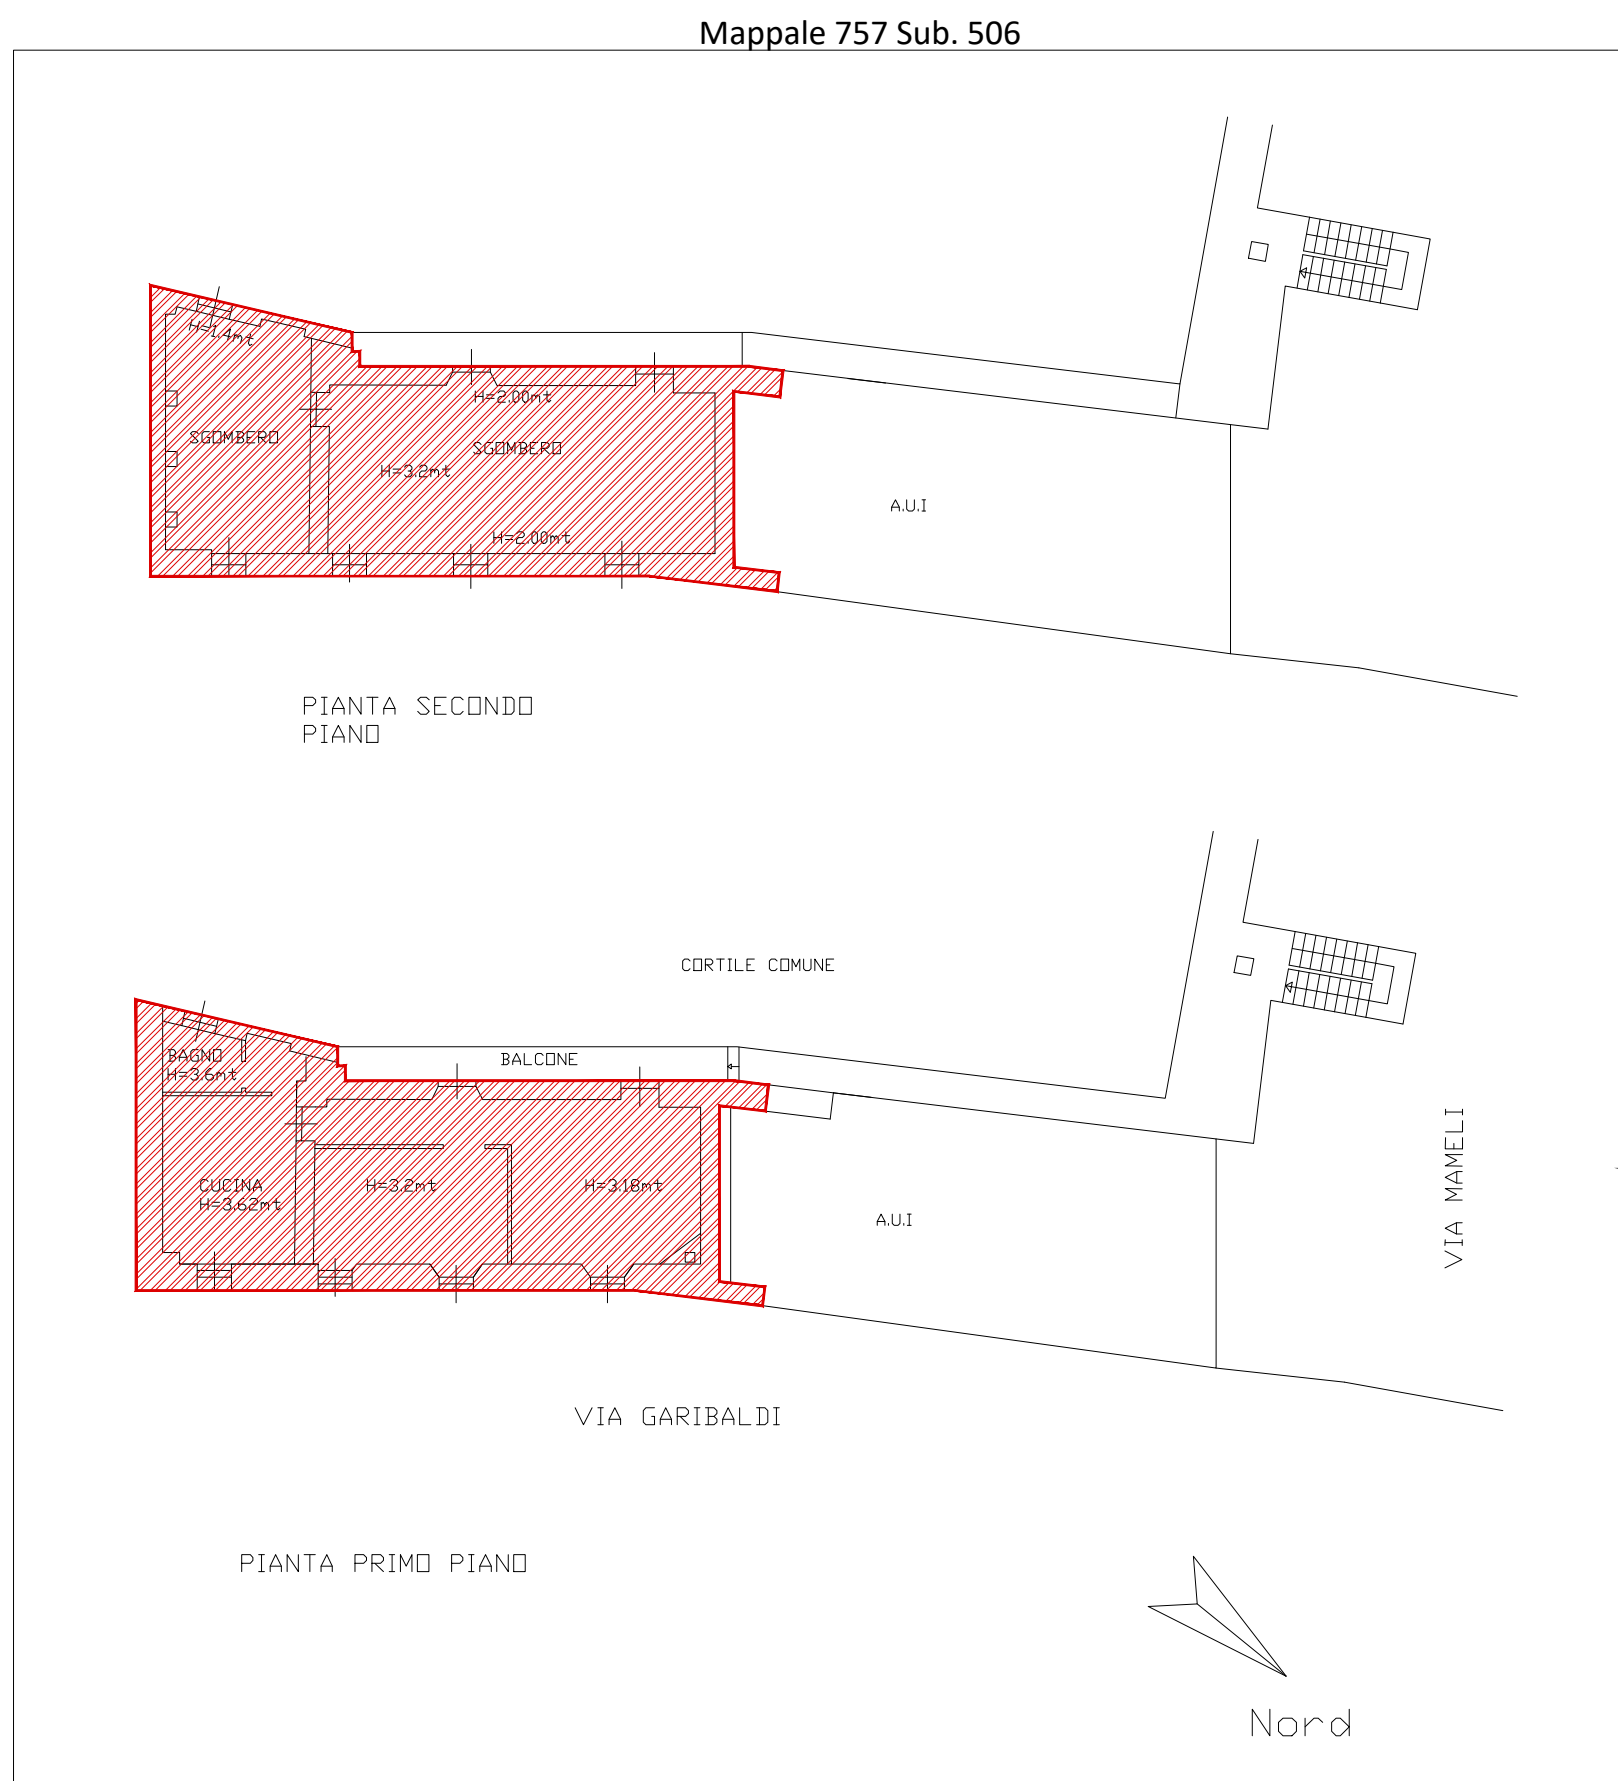 Mappale 757 Sub. 506
H=1.4mt
H=2.00mt
SGOMBERO
SGOMBERO
H=3.2mt
A.U.I
H=2.00mt
PIANTA SECONDO
PIANO
CORTILE COMUNE
BALCONE
BAGNO
H=3.6mt
CUCINA
H=3.62mt
H=3.2mt
H=3.18mt
A.U.I
VIA MAMELI
VIA GARIBALDI
PIANTA PRIMO PIANO
Nord